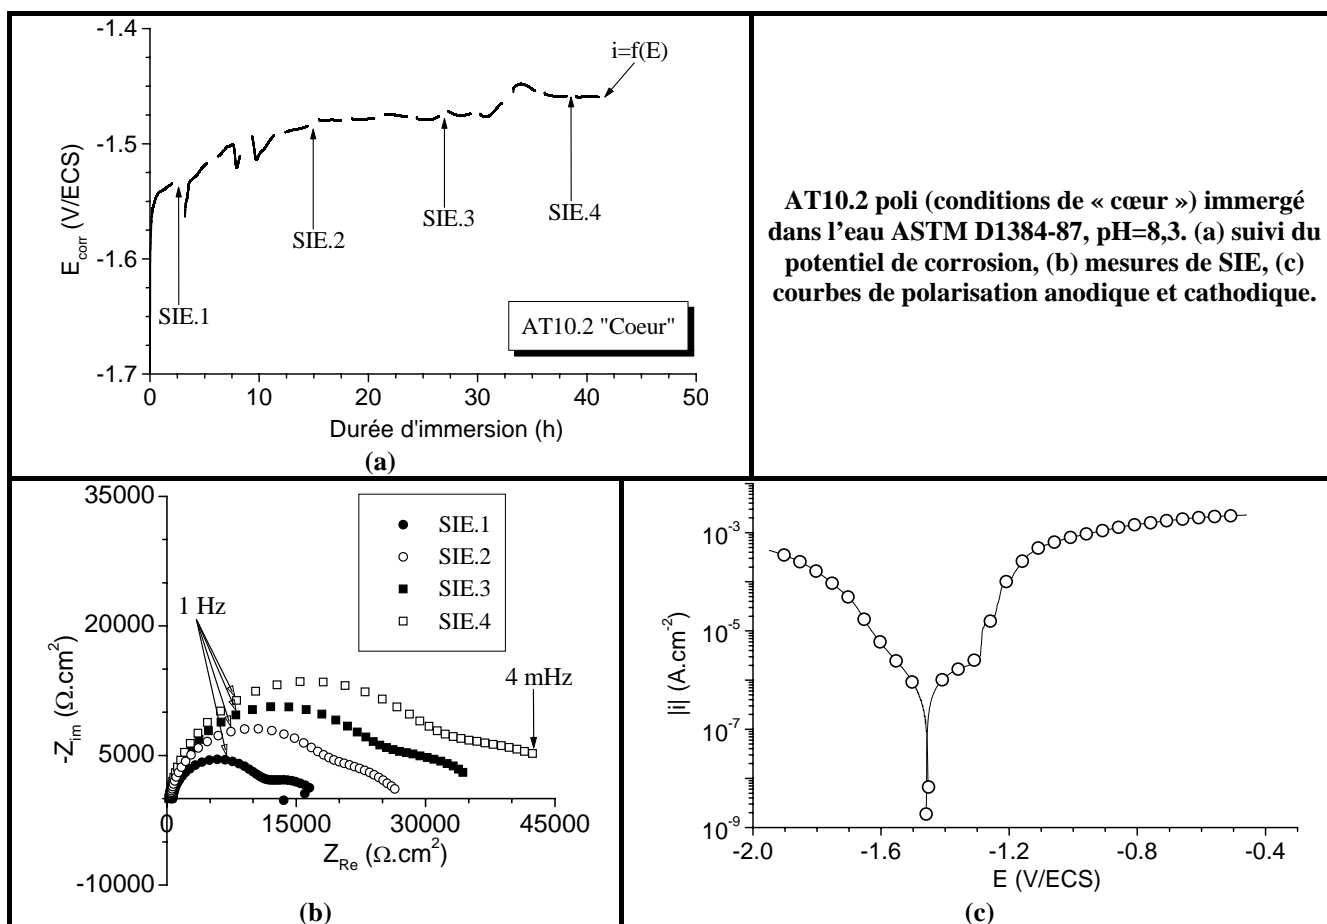 -1.4
-1.5
-1.6
-1.7
E_corr (V/ECS)
i=f(E)
SIE.1
SIE.2
SIE.3
SIE.4
AT10.2 "Coeur"
0 10 20 30 40 50
Durée d'immersion (h)
(a)
AT10.2 poli (conditions de « cœur ») immergé
dans l'eau ASTM D1384-87, pH=8,3. (a) suivi du
potentiel de corrosion, (b) mesures de SIE, (c)
courbes de polarisation anodique et cathodique.
35000
20000
5000
-10000
-Z_im (Ω.cm²)
SIE.1
SIE.2
SIE.3
SIE.4
1 Hz
4 mHz
0 15000 30000 45000
Z_Re (Ω.cm²)
(b)
10⁻³
10⁻⁵
10⁻⁷
10⁻⁹
|i| (A.cm⁻²)
-2.0 -1.6 -1.2 -0.8 -0.4
E (V/ECS)
(c)